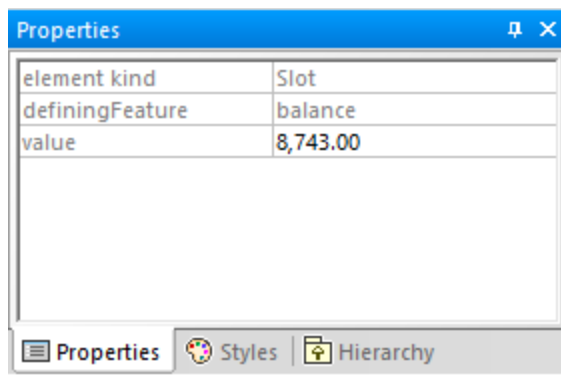 Properties
element kind Slot
definingFeature balance
value 8,743.00
Properties Styles Hierarchy